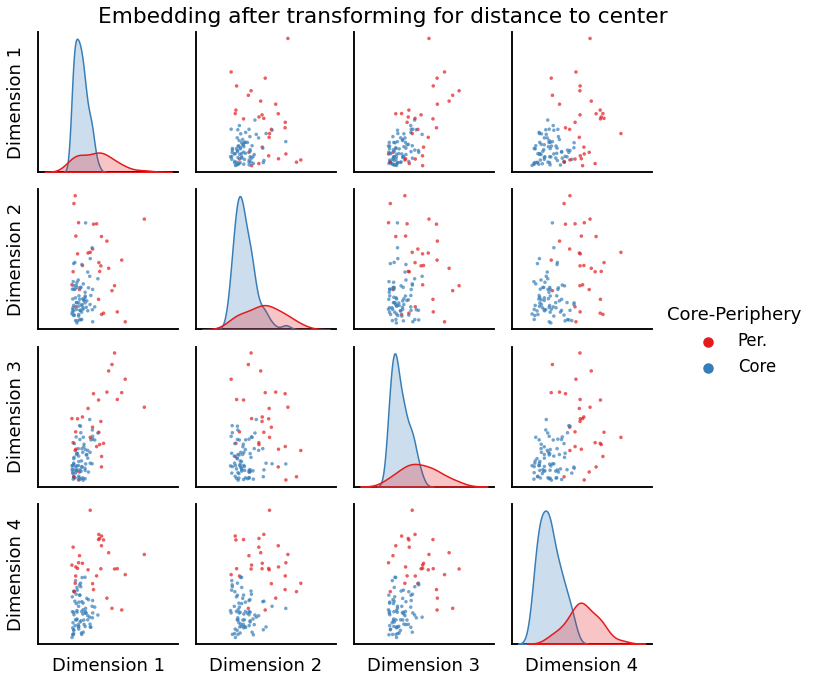 Embedding after transforming for distance to center
Dimension 1
Dimension 2
Core-Periphery
Per.
Core
Dimension 3
Dimension 4
Dimension 1
Dimension 2
Dimension 3
Dimension 4